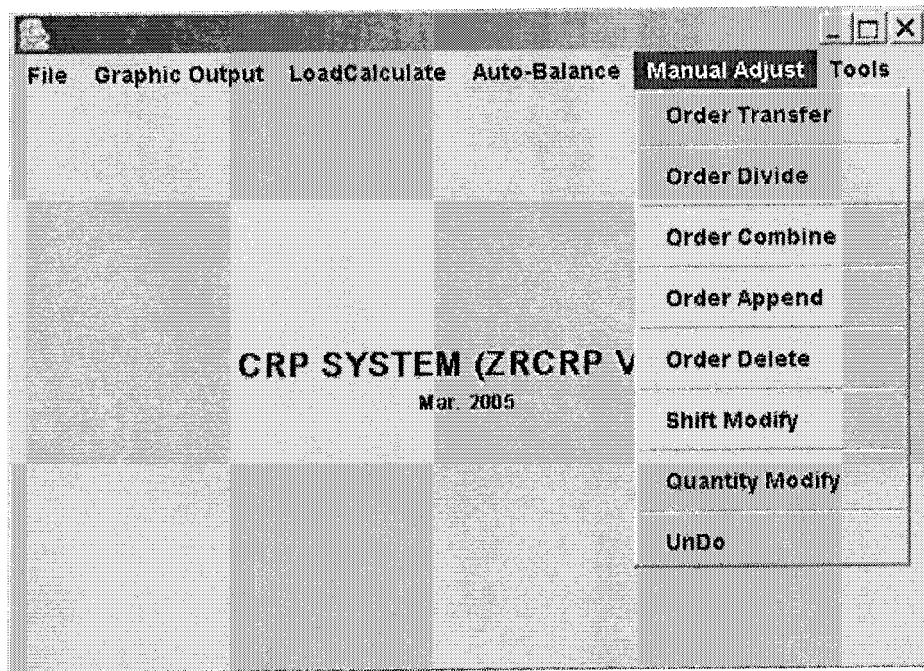 File Graphic Output LoadCalculate Auto-Balance Manual Adjust Tools
Order Transfer
Order Divide
Order Combine
Order Append
Order Delete
CRP SYSTEM (ZRCRP V
Mar. 2005
Shift Modify
Quantity Modify
UnDo